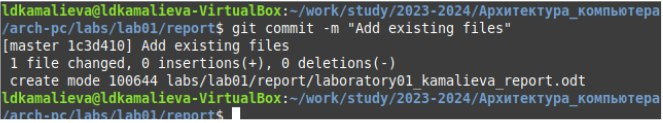 ldkamalieva@ldkamalieva-VirtualBox:~/work/study/2023-2024/Архитектура_компьютера
/arch-pc/labs/lab01/report$ git commit -m "Add existing files"
[master 1c3d410] Add existing files
 1 file changed, 0 insertions(+), 0 deletions(-)
 create mode 100644 labs/lab01/report/laboratory01_kamalieva_report.odt
ldkamalieva@ldkamalieva-VirtualBox:~/work/study/2023-2024/Архитектура_компьютера
/arch-pc/labs/lab01/report$